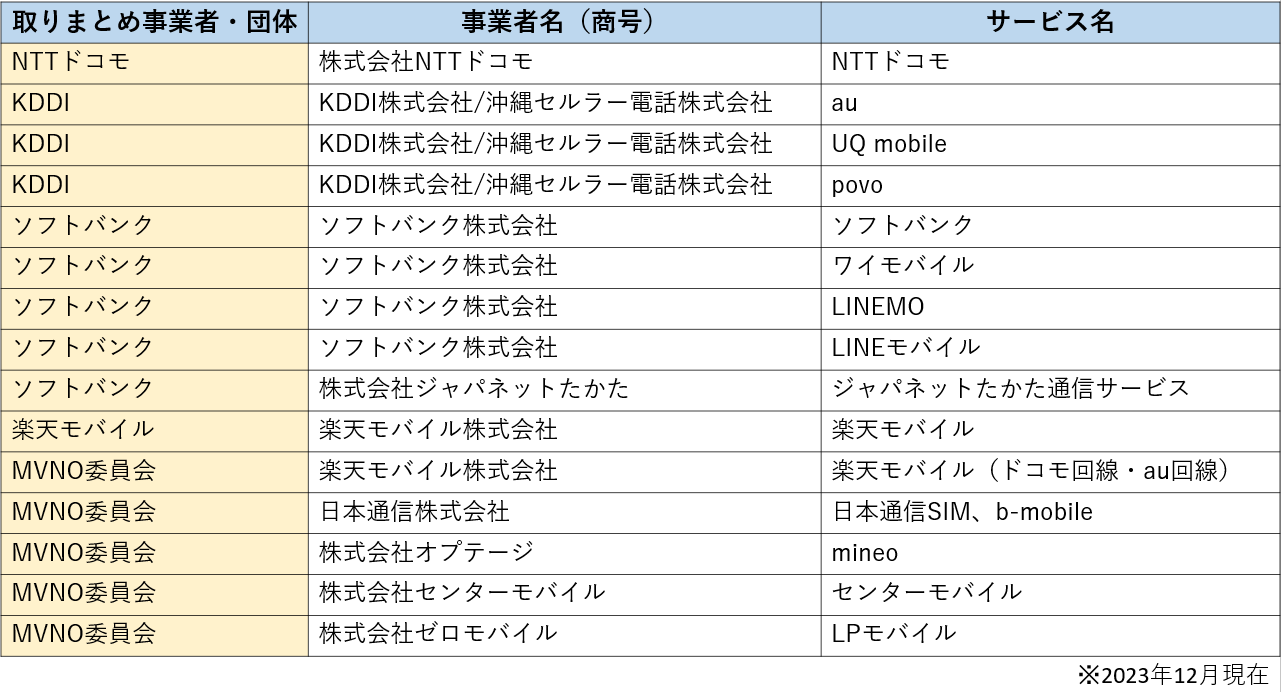 取りまとめ事業者・団体 事業者名（商号） サービス名
NTTドコモ 株式会社NTTドコモ NTTドコモ
KDDI KDDI株式会社/沖縄セルラー電話株式会社 au
KDDI KDDI株式会社/沖縄セルラー電話株式会社 UQ mobile
KDDI KDDI株式会社/沖縄セルラー電話株式会社 povo
ソフトバンク ソフトバンク株式会社 ソフトバンク
ソフトバンク ソフトバンク株式会社 ワイモバイル
ソフトバンク ソフトバンク株式会社 LINEMO
ソフトバンク ソフトバンク株式会社 LINEモバイル
ソフトバンク 株式会社ジャパネットたかた ジャパネットたかた通信サービス
楽天モバイル 楽天モバイル株式会社 楽天モバイル
MVNO委員会 楽天モバイル株式会社 楽天モバイル（ドコモ回線・au回線）
MVNO委員会 日本通信株式会社 日本通信SIM、b-mobile
MVNO委員会 株式会社オプテージ mineo
MVNO委員会 株式会社センターモバイル センターモバイル
MVNO委員会 株式会社ゼロモバイル LPモバイル
※2023年12月現在